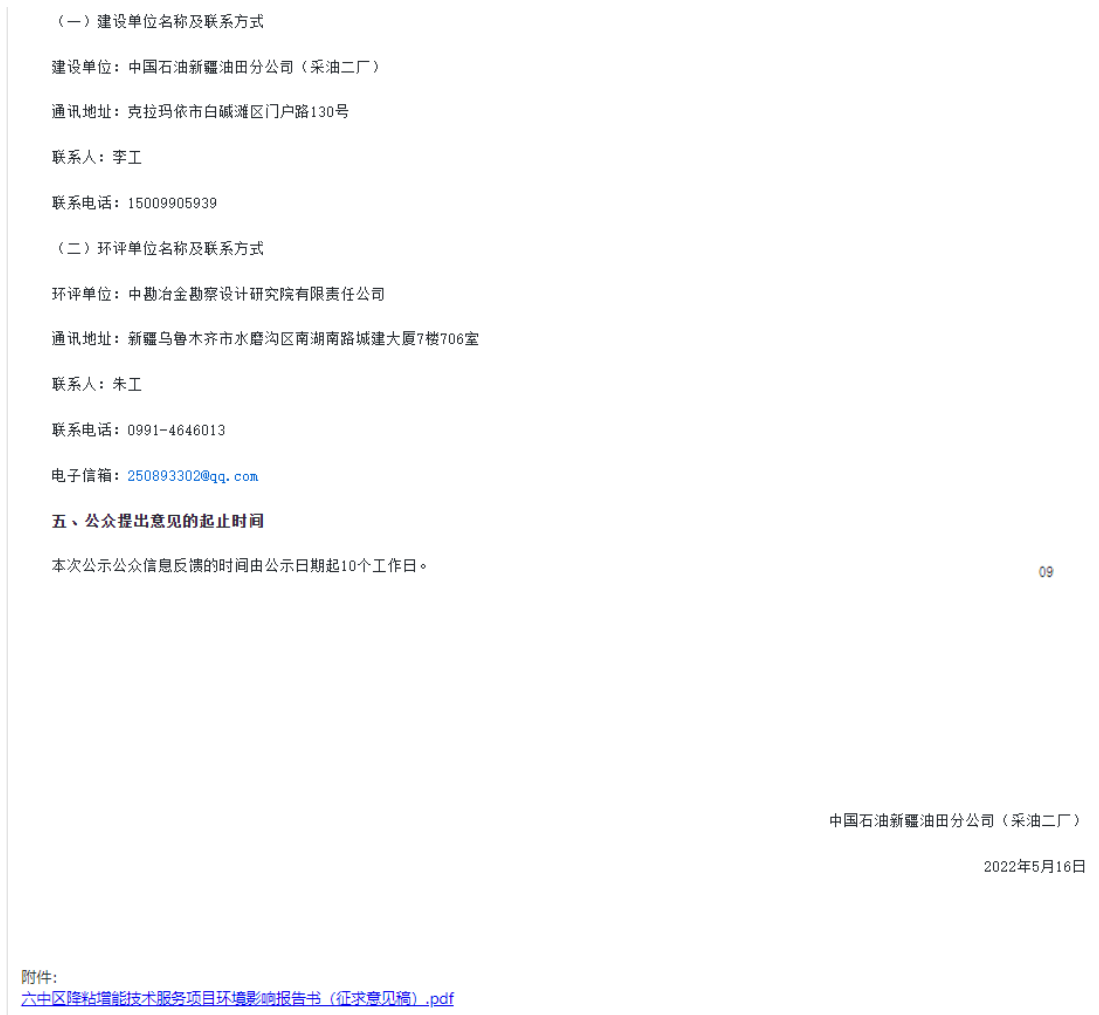 （一）建设单位名称及联系方式
建设单位：中国石油新疆油田分公司（采油二厂）
通讯地址：克拉玛依市白碱滩区门户路130号
联系人：李工
联系电话：15009905939
（二）环评单位名称及联系方式
环评单位：中勘冶金勘察设计研究院有限责任公司
通讯地址：新疆乌鲁木齐市水磨沟区南湖南路城建大厦7楼706室
联系人：朱工
联系电话：0991-4646013
电子信箱：250893302@qq.com
五、公众提出意见的起止时间
本次公示公众信息反馈的时间由公示日期起10个工作日。
09
中国石油新疆油田分公司（采油二厂）
2022年5月16日
附件：
六中区降粘增能技术服务项目环境影响报告书（征求意见稿）.pdf